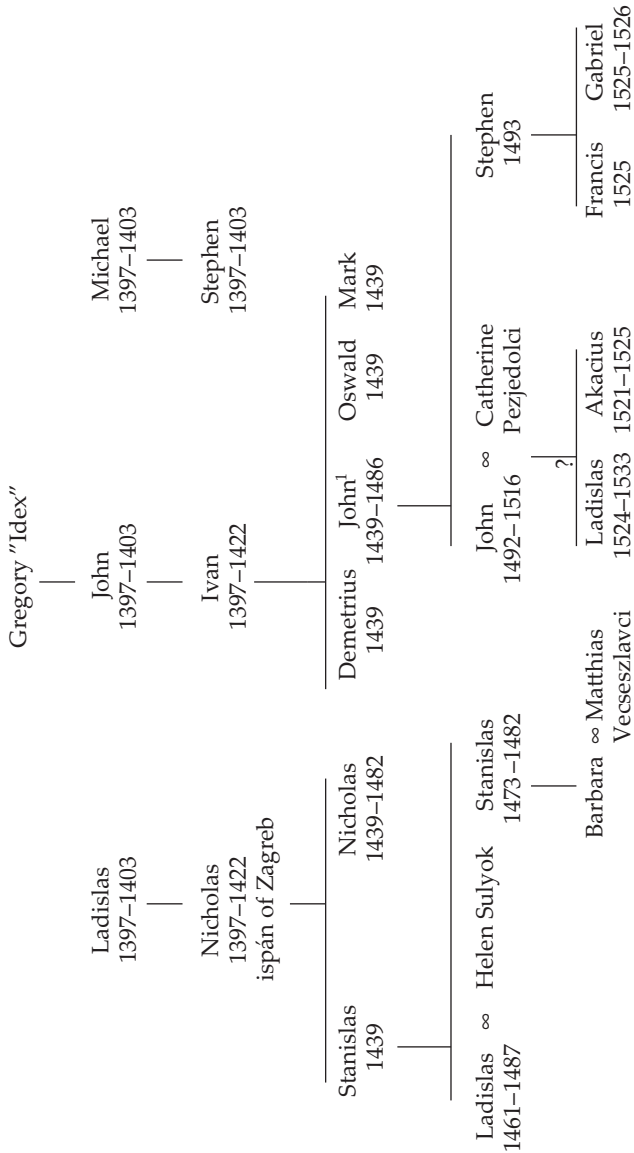 Gregory "Idex"
Ladislas
1397–1403
John
1397–1403
Michael
1397–1403
Nicholas
1397–1422
ispán of Zagreb
Ivan
1397–1422
Stephen
1397–1403
Stanislas
1439
Nicholas
1439–1482
Demetrius
1439
John¹
1439–1486
Oswald
1439
Mark
1439
Ladislas ∞ Helen Sulyok
1461–1487
Stanislas
1473–1482
John ∞ Catherine
1492–1516 Pezjedolci
Stephen
1493
?
Barbara ∞ Matthias
Vecseszlavci
Ladislas
1524–1533
Akacius
1521–1525
Francis
1525
Gabriel
1525–1526